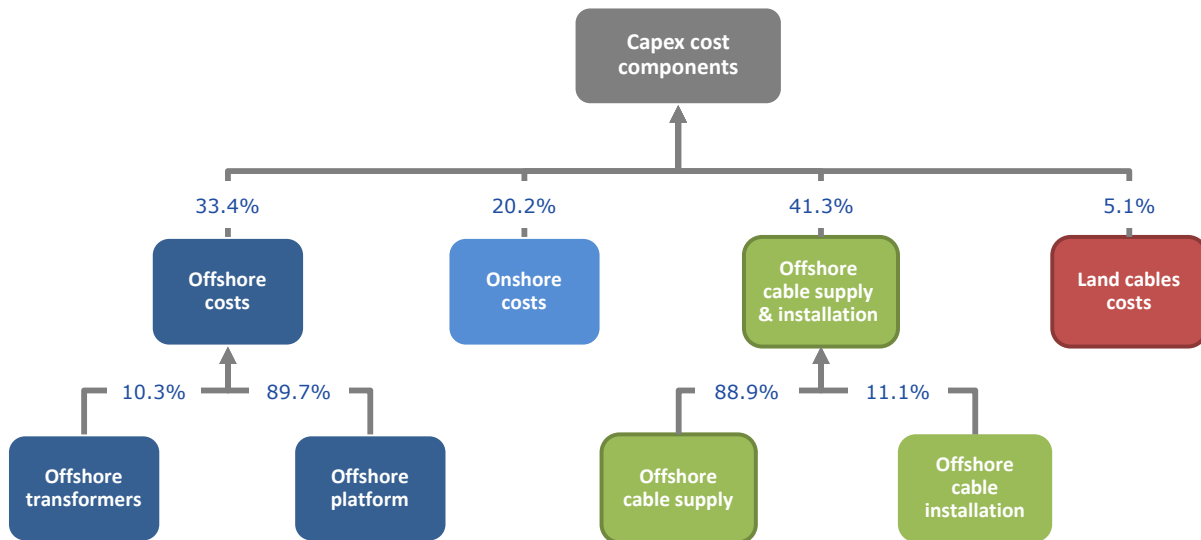 Capex cost
components
33.4%
20.2%
41.3%
5.1%
Offshore
costs
Onshore
costs
Offshore
cable supply
& installation
Land cables
costs
10.3%
89.7%
88.9%
11.1%
Offshore
transformers
Offshore
platform
Offshore
cable supply
Offshore
cable
installation